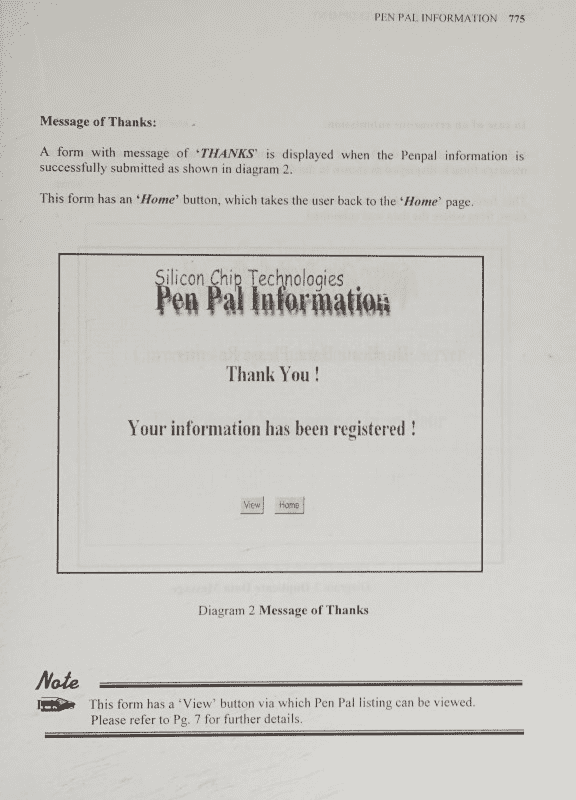 PEN PAL INFORMATION 775
Message of Thanks:
A form with message of ‘THANKS’ is displayed when the Penpal information is
successfully submitted as shown in diagram 2.
This form has an ‘Home’ button, which takes the user back to the ‘Home’ page.
Silicon Chip Technologies
Pen Pal Information
Thank You !
Your information has been registered !
View Home
Diagram 2 Message of Thanks
Note
This form has a ‘View’ button via which Pen Pal listing can be viewed.
Please refer to Pg. 7 for further details.